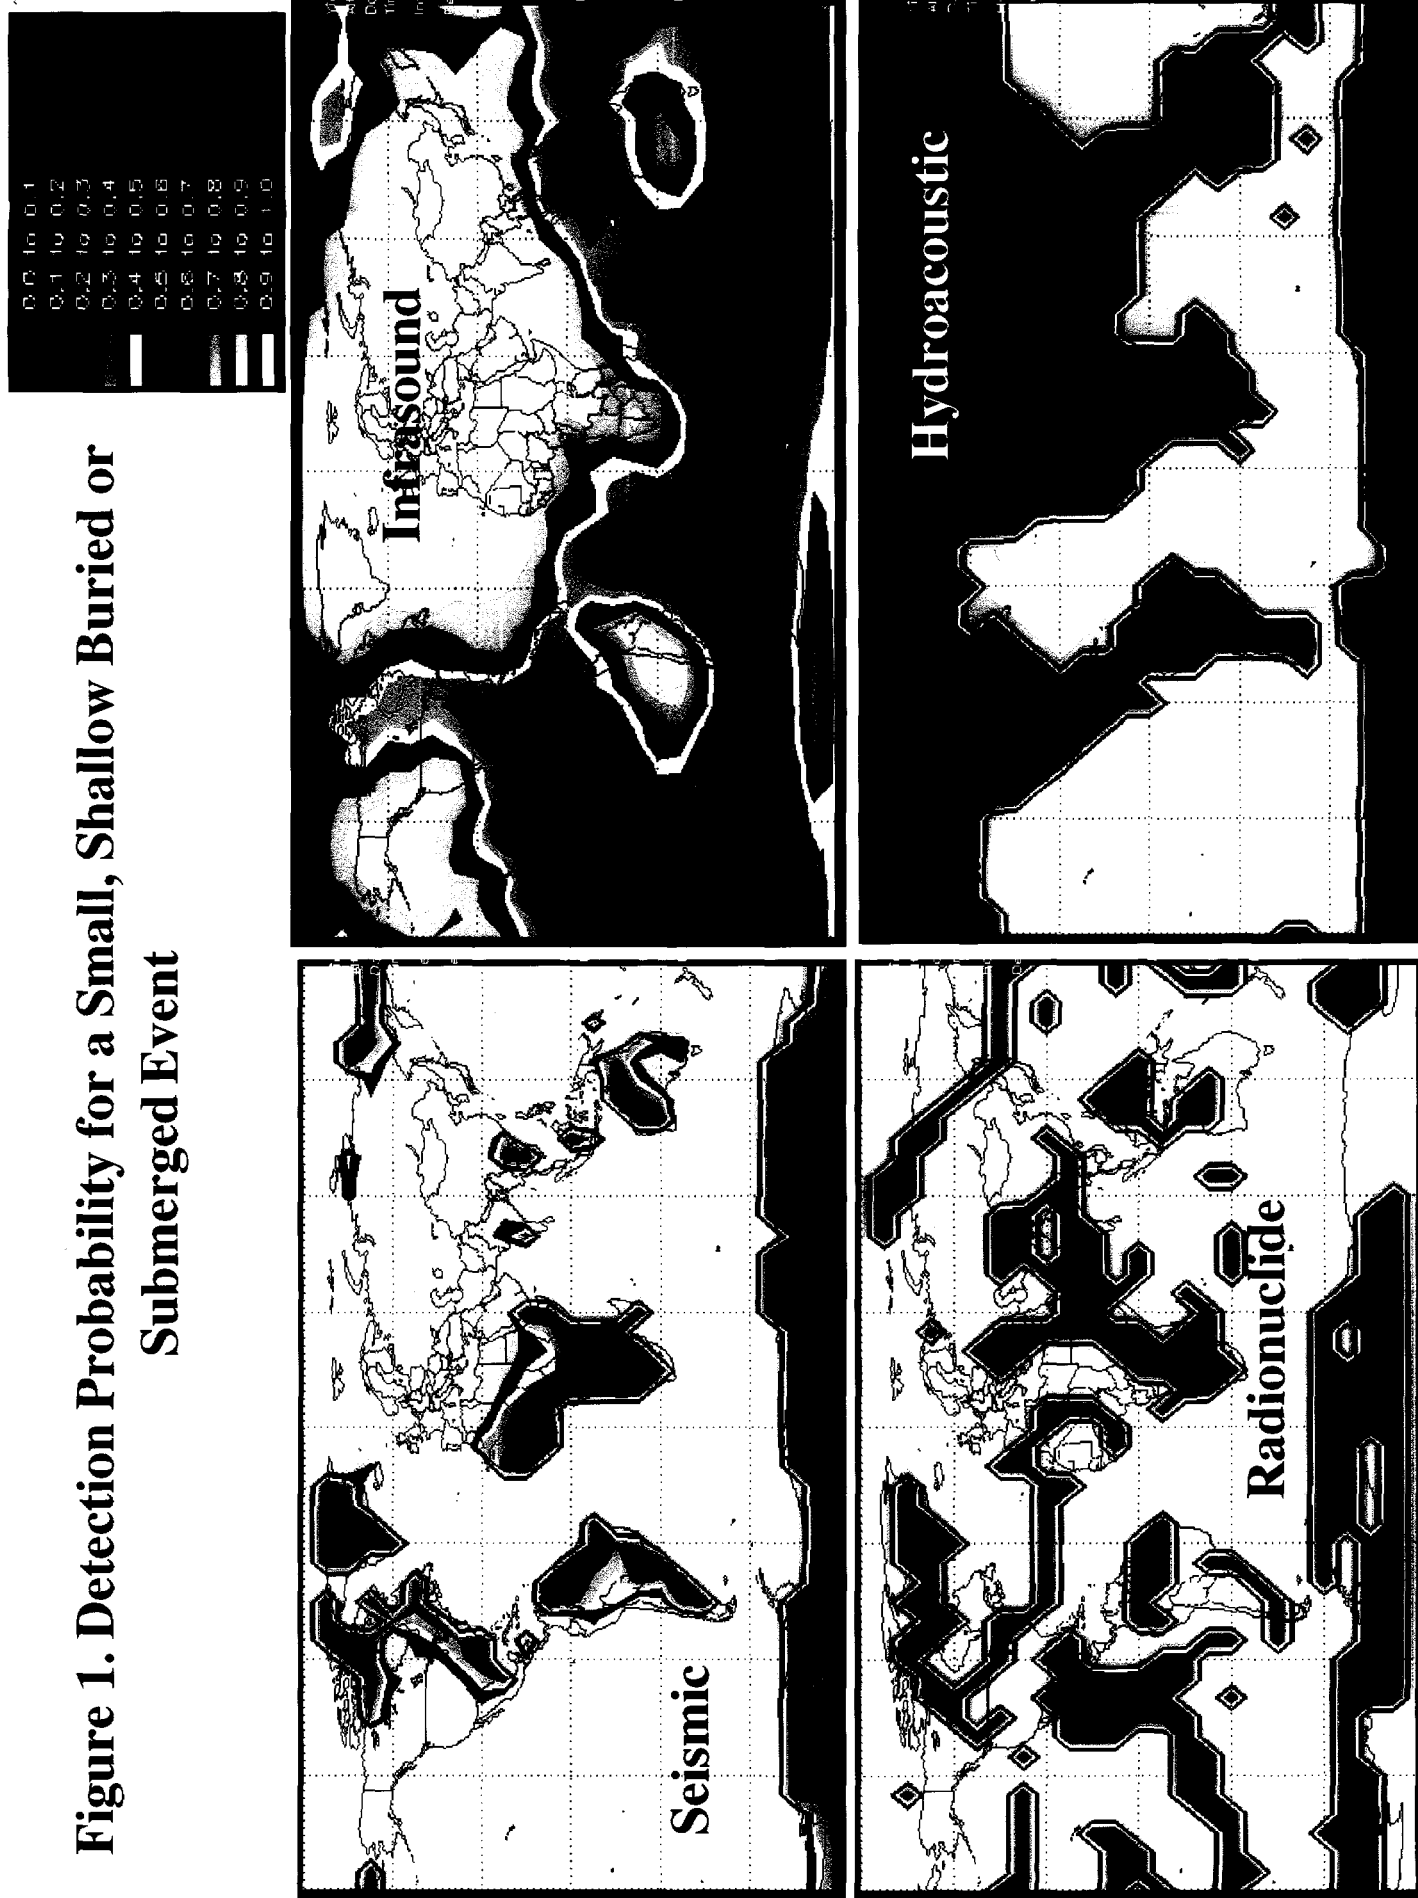 Figure 1. Detection Probability for a Small, Shallow Buried or
Submerged Event
0.0 to 0.1
0.1 to 0.2
0.2 to 0.3
0.3 to 0.4
0.4 to 0.5
0.5 to 0.6
0.6 to 0.7
0.7 to 0.8
0.8 to 0.9
0.9 to 1.0
Seismic
Infrasound
Radionuclide
Hydroacoustic